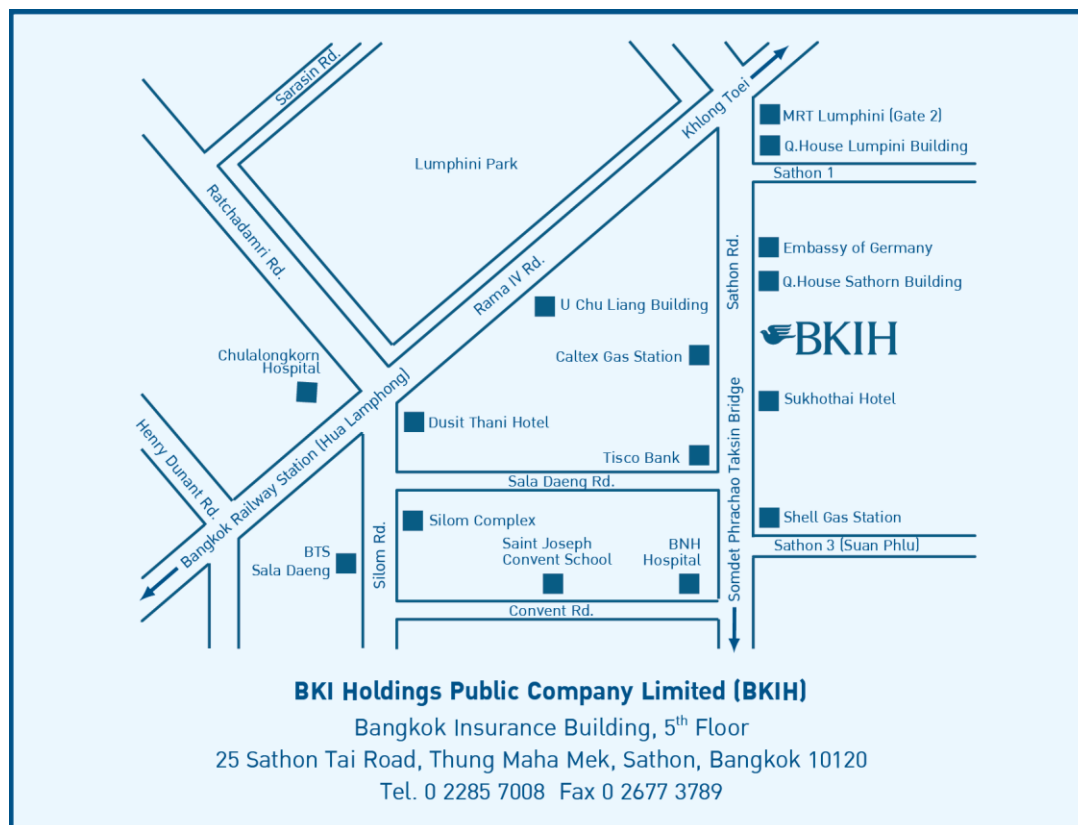 Sarasin Rd.
Khlong Toei
MRT Lumphini (Gate 2)
Q.House Lumpini Building
Lumphini Park
Sathon 1
Ratchadamri Rd.
Rama IV Rd.
Sathon Rd.
Embassy of Germany
Q.House Sathorn Building
U Chu Liang Building
BKIH
Caltex Gas Station
Chulalongkorn
Hospital
Sukhothai Hotel
Dusit Thani Hotel
Henry Dunant Rd.
Bangkok Railway Station (Hua Lamphong)
Tisco Bank
Somdet Phrachao Taksin Bridge
Sala Daeng Rd.
Silom Complex
Shell Gas Station
Silom Rd.
BTS
Sala Daeng
Saint Joseph
Convent School
BNH
Hospital
Sathon 3 (Suan Phlu)
Convent Rd.
BKI Holdings Public Company Limited (BKIH)
Bangkok Insurance Building, 5th Floor
25 Sathon Tai Road, Thung Maha Mek, Sathon, Bangkok 10120
Tel. 0 2285 7008 Fax 0 2677 3789